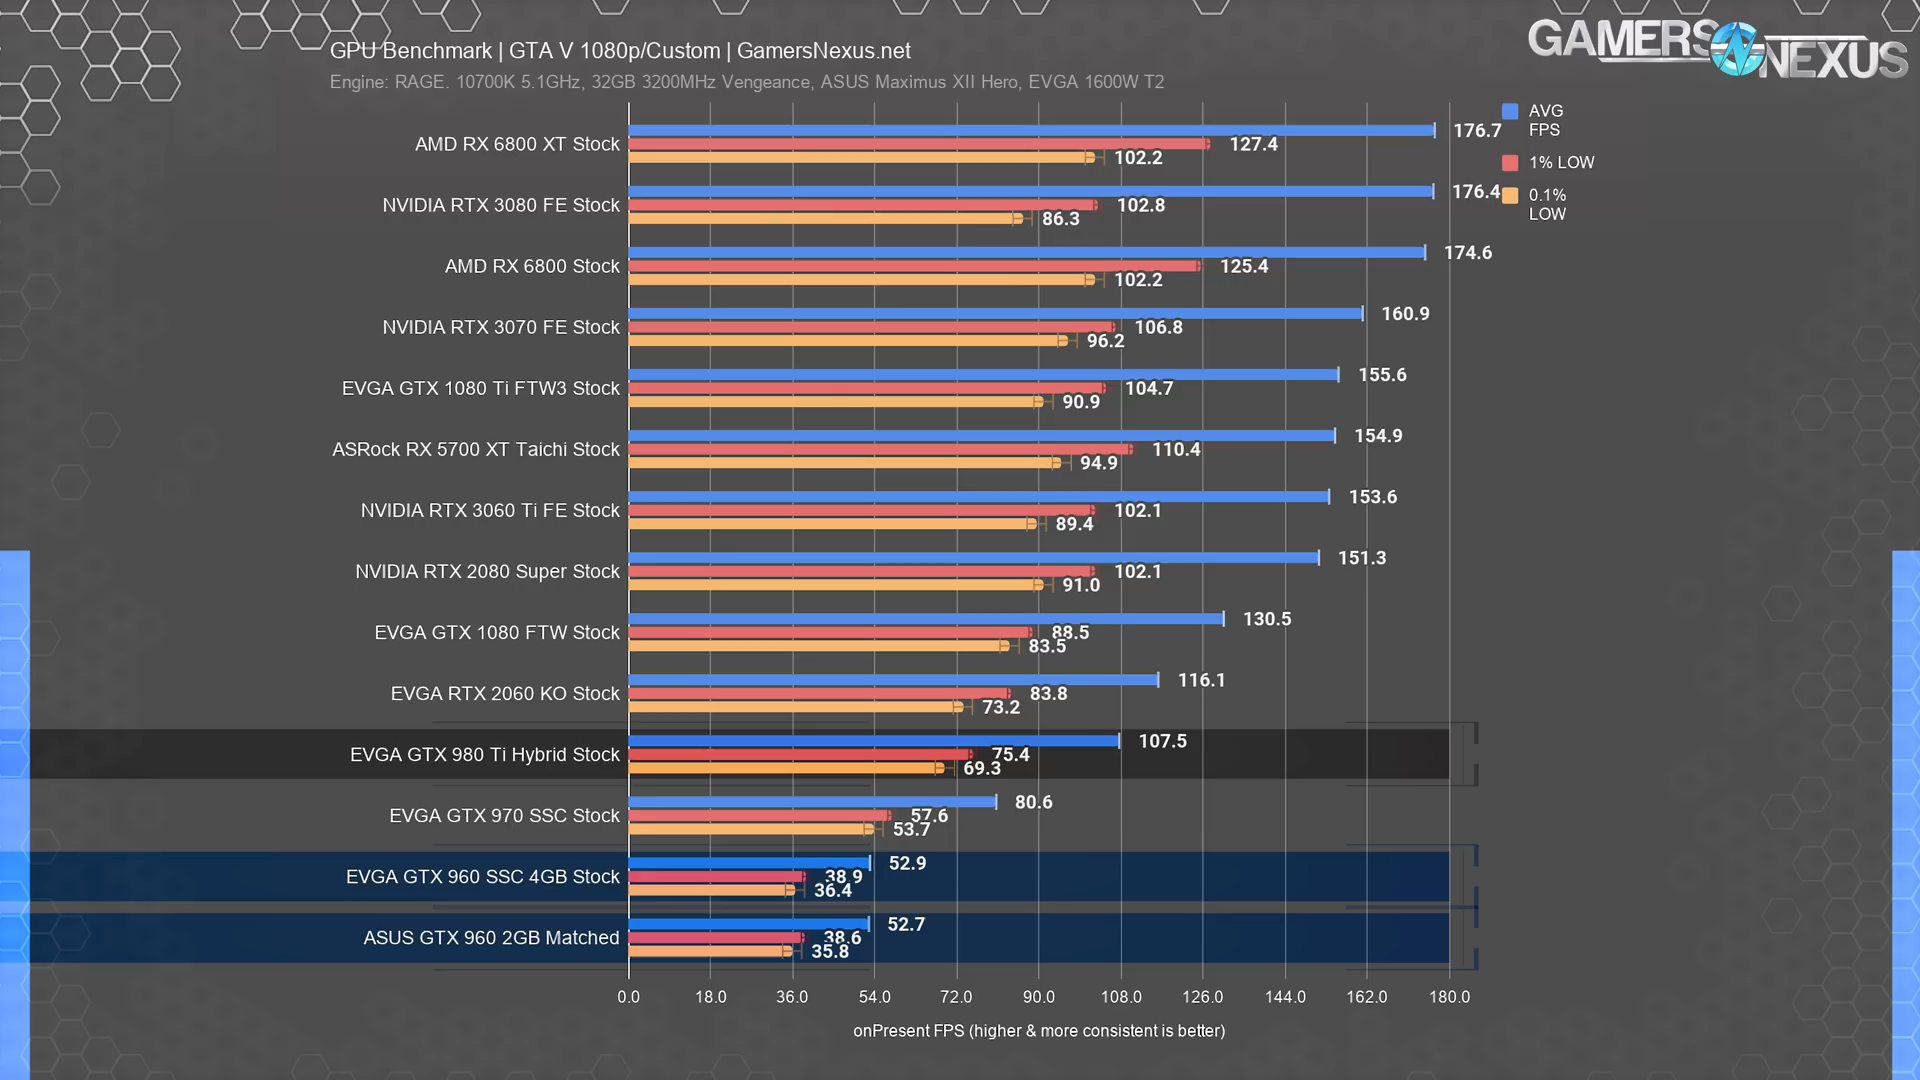 GPU Benchmark | GTA V 1080p/Custom | GamersNexus.net
GAMERS NEXUS
Engine: RAGE. 10700K 5.1GHz, 32GB 3200MHz Vengeance, ASUS Maximus XII Hero, EVGA 1600W T2
AVG
FPS
1% LOW
0.1%
LOW
AMD RX 6800 XT Stock
176.7
127.4
102.2
NVIDIA RTX 3080 FE Stock
176.4
102.8
86.3
AMD RX 6800 Stock
174.6
125.4
102.2
NVIDIA RTX 3070 FE Stock
160.9
106.8
96.2
EVGA GTX 1080 Ti FTW3 Stock
155.6
104.7
90.9
ASRock RX 5700 XT Taichi Stock
154.9
110.4
94.9
NVIDIA RTX 3060 Ti FE Stock
153.6
102.1
89.4
NVIDIA RTX 2080 Super Stock
151.3
102.1
91.0
EVGA GTX 1080 FTW Stock
130.5
88.5
83.5
EVGA RTX 2060 KO Stock
116.1
83.8
73.2
EVGA GTX 980 Ti Hybrid Stock
107.5
75.4
69.3
EVGA GTX 970 SSC Stock
80.6
57.6
53.7
EVGA GTX 960 SSC 4GB Stock
52.9
38.9
36.4
ASUS GTX 960 2GB Matched
52.7
38.6
35.8
0.0 18.0 36.0 54.0 72.0 90.0 108.0 126.0 144.0 162.0 180.0
onPresent FPS (higher & more consistent is better)